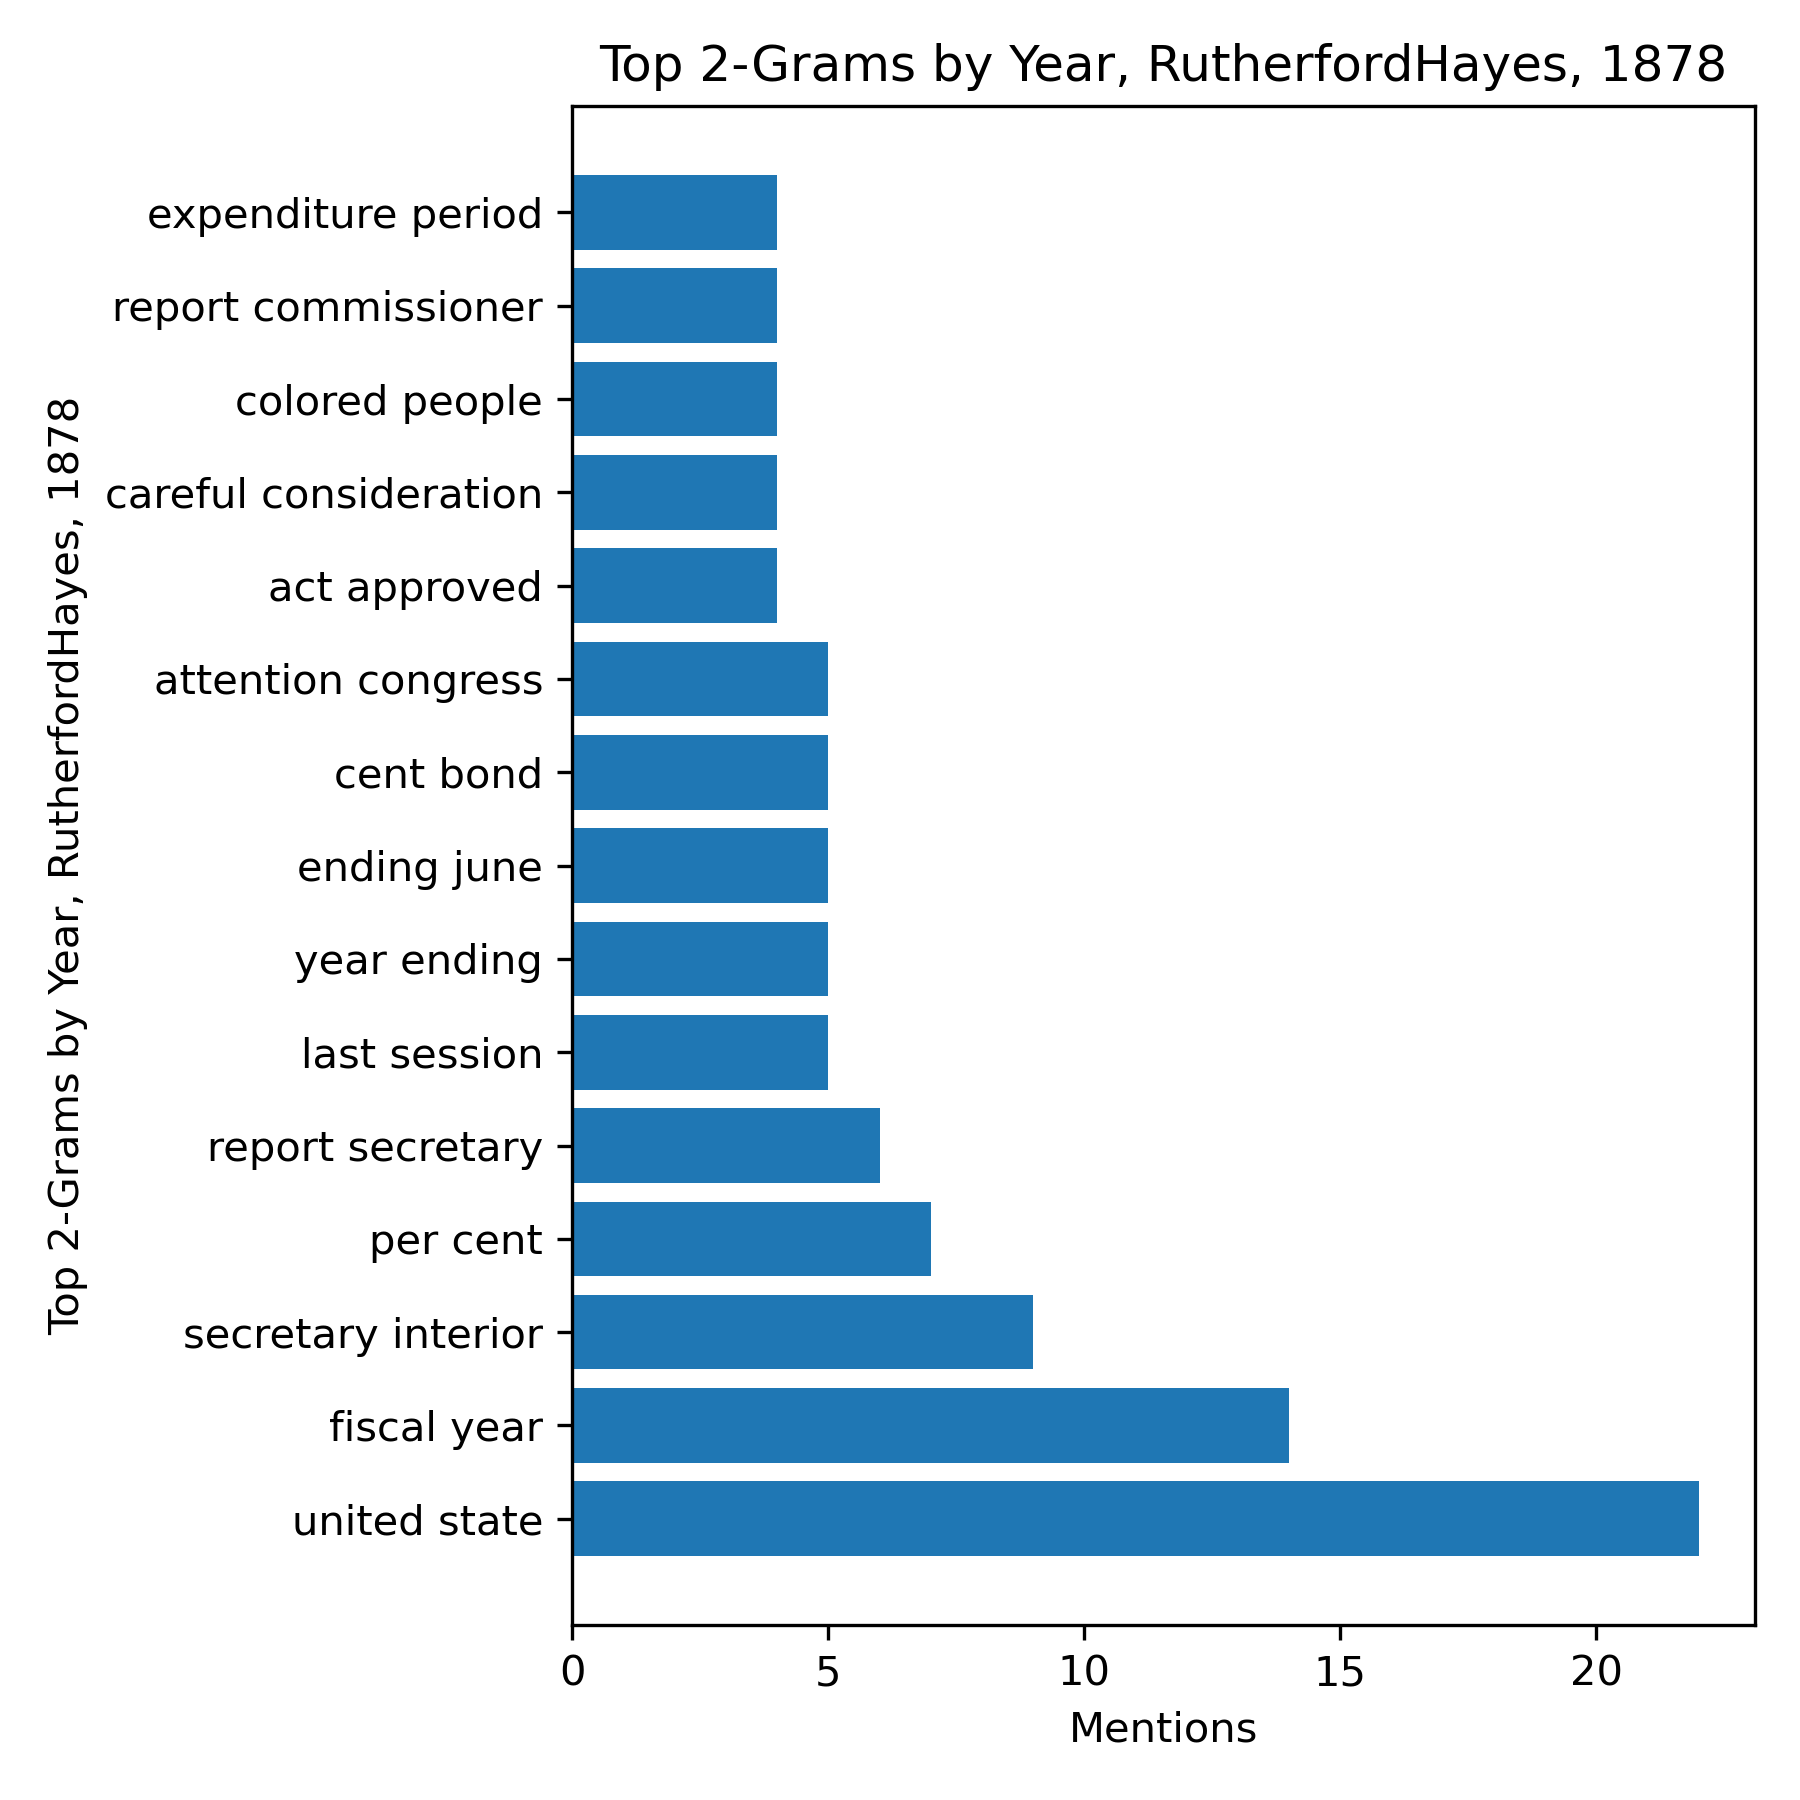 Top 2-Grams by Year, RutherfordHayes, 1878
Top 2-Grams by Year, RutherfordHayes, 1878
expenditure period
report commissioner
colored people
careful consideration
act approved
attention congress
cent bond
ending june
year ending
last session
report secretary
per cent
secretary interior
fiscal year
united state
0 5 10 15 20
Mentions